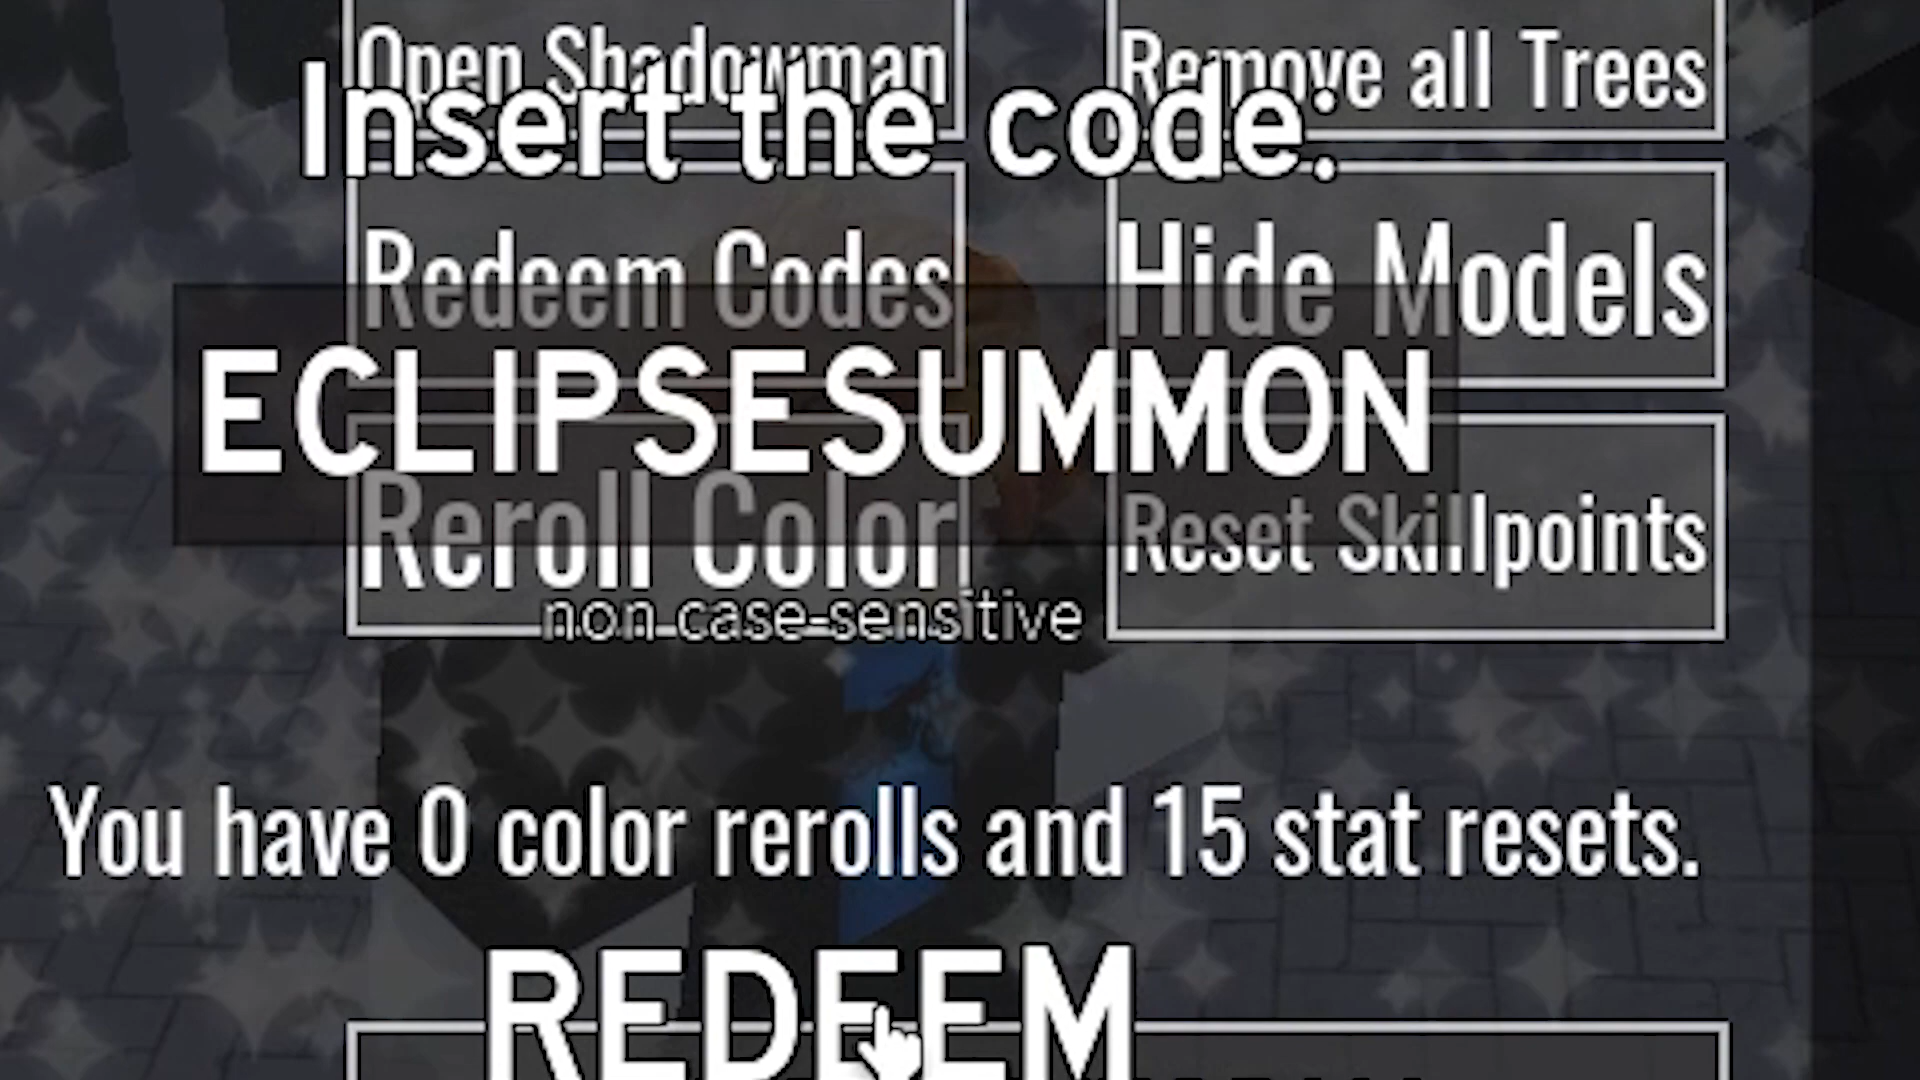 Open Shadowman
Remove all Trees
Insert the code:
Redeem Codes
Hide Models
ECLIPSESUMMON
Reroll Color
Reset Skillpoints
non case-sensitive
You have 0 color rerolls and 15 stat resets.
REDEEM